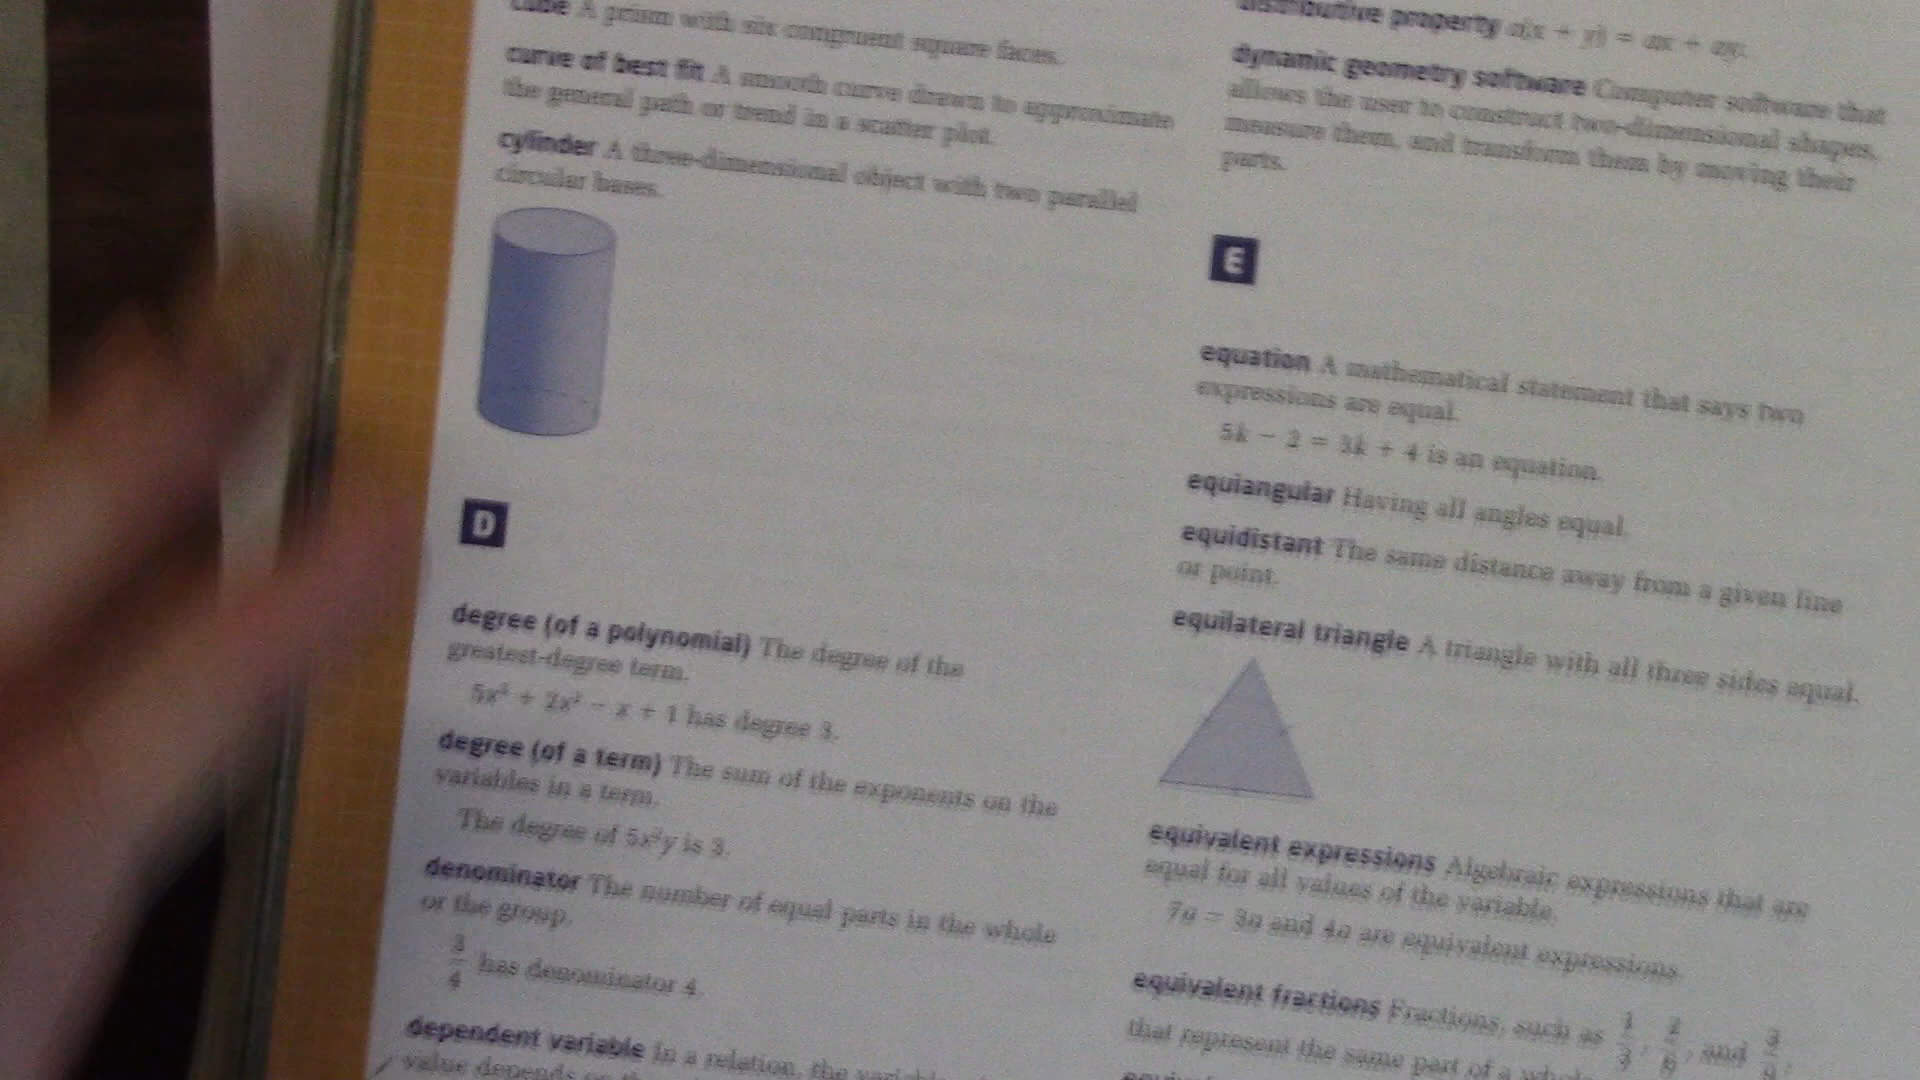 cube A prism with six congruent square faces.
curve of best fit A smooth curve drawn to approximate
the general path or trend in a scatter plot.
cylinder A three-dimensional object with two parallel
circular bases.
D
degree (of a polynomial) The degree of the
greatest-degree term.
5x³ + 2x² − x + 1 has degree 3.
degree (of a term) The sum of the exponents on the
variables in a term.
The degree of 5x²y is 3.
denominator The number of equal parts in the whole
or the group.
3/4 has denominator 4.
dependent variable In a relation, the
value depends on
distributive property a(x + y) = ax + ay.
dynamic geometry software Computer software that
allows the user to construct two-dimensional shapes,
measure them, and transform them by moving their
parts.
E
equation A mathematical statement that says two
expressions are equal.
5k − 2 = 3k + 4 is an equation.
equiangular Having all angles equal.
equidistant The same distance away from a given line
or point.
equilateral triangle A triangle with all three sides equal.
equivalent expressions Algebraic expressions that are
equal for all values of the variable.
7a − 3a and 4a are equivalent expressions.
equivalent fractions Fractions, such as 1/3, 2/6, and 3/9,
that represent the same part of a whole